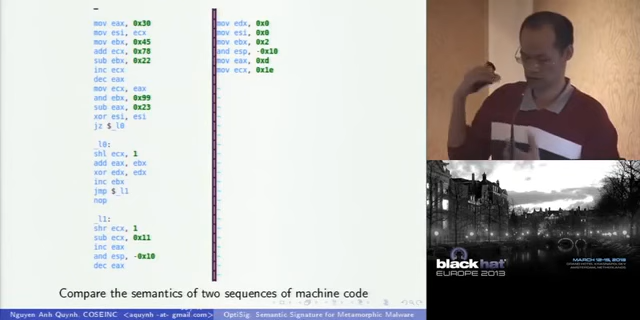 mov eax, 0x30
mov esi, ecx
mov ebx, 0x45
add ecx, 0x78
sub ebx, 0x22
inc ecx
dec eax
mov ecx, eax
and ebx, 0x99
sub eax, 0x23
xor esi, esi
jz $_l0
_l0:
shl ecx, 1
add eax, ebx
xor edx, edx
inc ebx
jmp $_l1
nop
_l1:
shr ecx, 1
sub ecx, 0x11
inc eax
and esp, -0x10
dec eax
mov edx, 0x0
mov esi, 0x0
mov ebx, 0x2
and esp, -0x10
mov eax, 0xd
mov ecx, 0x1e
Compare the semantics of two sequences of machine code
Nguyen Anh Quynh, COSEINC <aquynh -at- gmail.com>
OptiSig: Semantic Signature for Metamorphic Malware
black hat
EUROPE 2013
MARCH 12-15, 2013